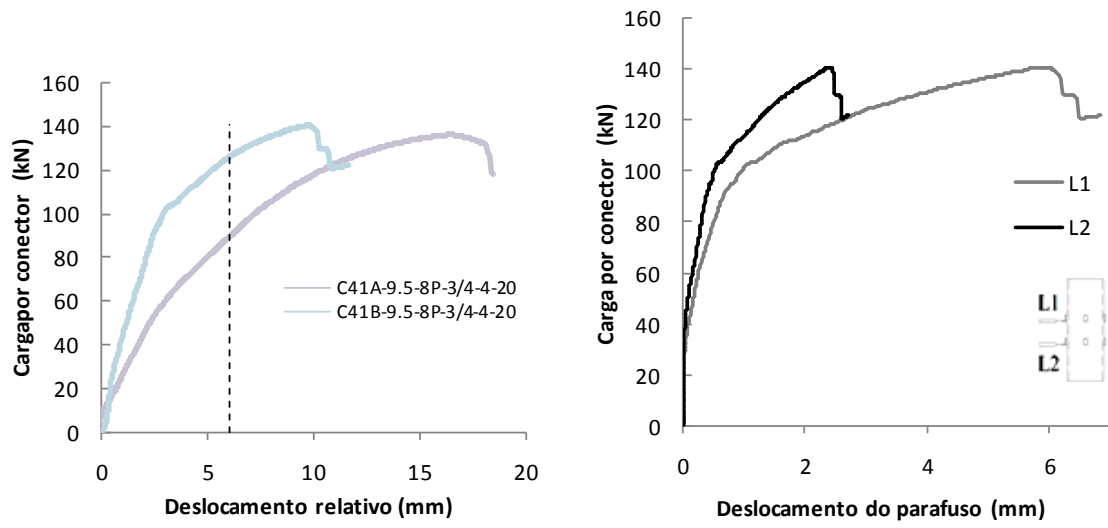 160
140
120
100
80
60
40
20
0
Cargapor conector (kN)
0 5 10 15 20
Deslocamento relativo (mm)
C41A-9.5-8P-3/4-4-20
C41B-9.5-8P-3/4-4-20
160
140
120
100
80
60
40
20
0
Carga por conector (kN)
0 2 4 6
Deslocamento do parafuso (mm)
L1
L2
L1
L2